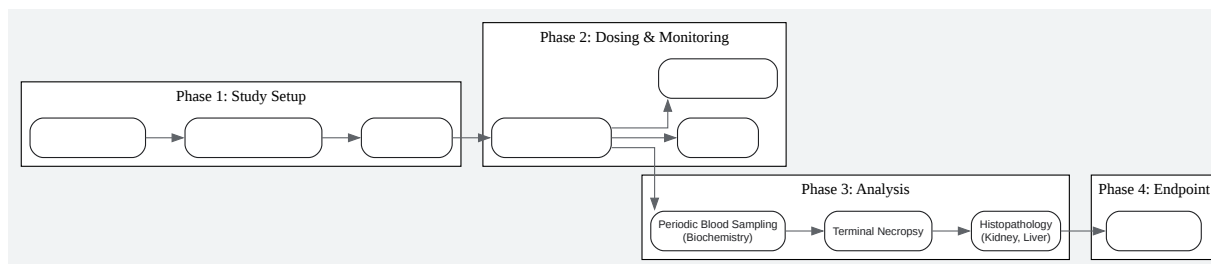 Phase 1: Study Setup
Phase 2: Dosing & Monitoring
Phase 3: Analysis
Periodic Blood Sampling
(Biochemistry)
Terminal Necropsy
Histopathology
(Kidney, Liver)
Phase 4: Endpoint